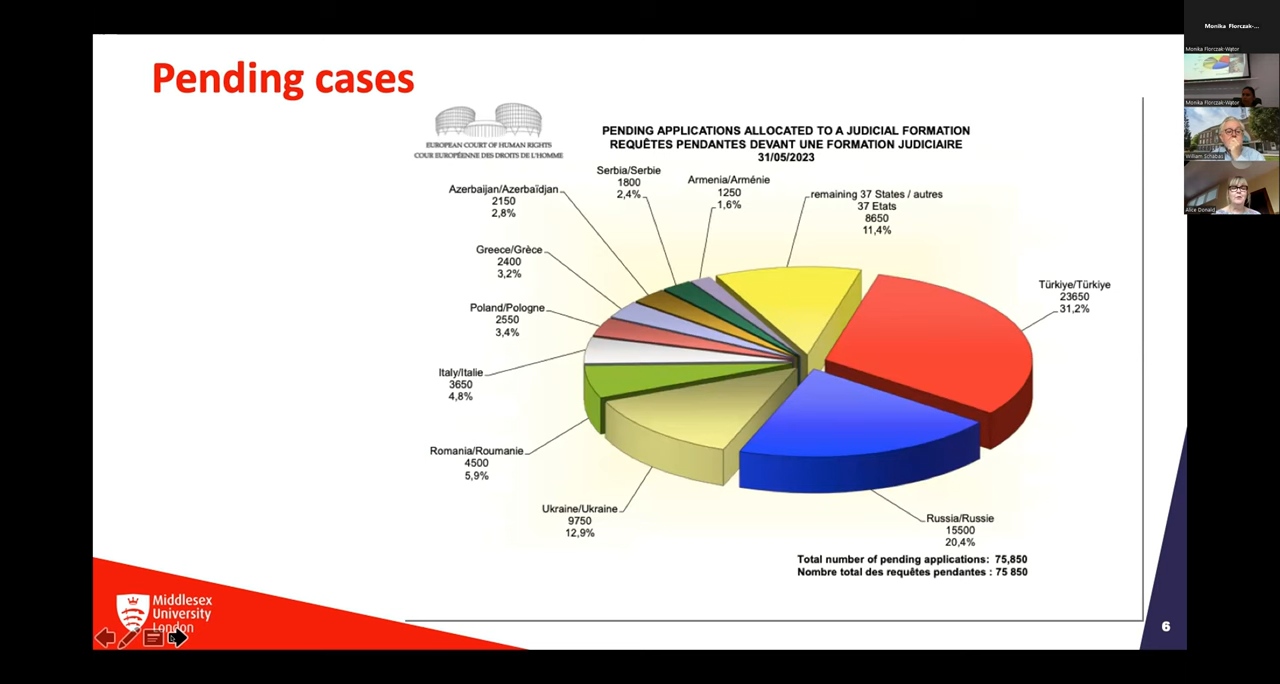 Pending cases
EUROPEAN COURT OF HUMAN RIGHTS
COUR EUROPÉENNE DES DROITS DE L'HOMME
PENDING APPLICATIONS ALLOCATED TO A JUDICIAL FORMATION
REQUÊTES PENDANTES DEVANT UNE FORMATION JUDICIAIRE
31/05/2023
Serbia/Serbie
1800
2,4%
Armenia/Arménie
1250
1,6%
remaining 37 States / autres
37 Etats
8650
11,4%
Azerbaijan/Azerbaïdjan
2150
2,8%
Greece/Grèce
2400
3,2%
Türkiye/Türkiye
23650
31,2%
Poland/Pologne
2550
3,4%
Italy/Italie
3650
4,8%
Romania/Roumanie
4500
5,9%
Ukraine/Ukraine
9750
12,9%
Russia/Russie
15500
20,4%
Total number of pending applications: 75,850
Nombre total des requêtes pendantes : 75 850
Middlesex
University
London
6
Monika Florczak-...
Monika Florczak-Wątor
Monika Florczak-Wątor
William Schabas
Alice Donald